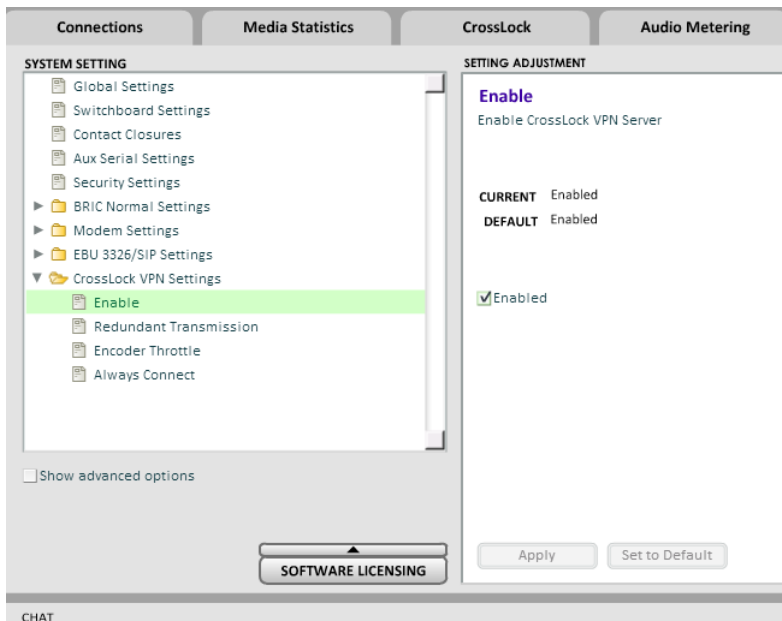 Connections
Media Statistics
CrossLock
Audio Metering
SYSTEM SETTING
Global Settings
Switchboard Settings
Contact Closures
Aux Serial Settings
Security Settings
BRIC Normal Settings
Modem Settings
EBU 3326/SIP Settings
CrossLock VPN Settings
Enable
Redundant Transmission
Encoder Throttle
Always Connect
Show advanced options
SOFTWARE LICENSING
SETTING ADJUSTMENT
Enable
Enable CrossLock VPN Server
CURRENT Enabled
DEFAULT Enabled
Enabled
Apply
Set to Default
CHAT